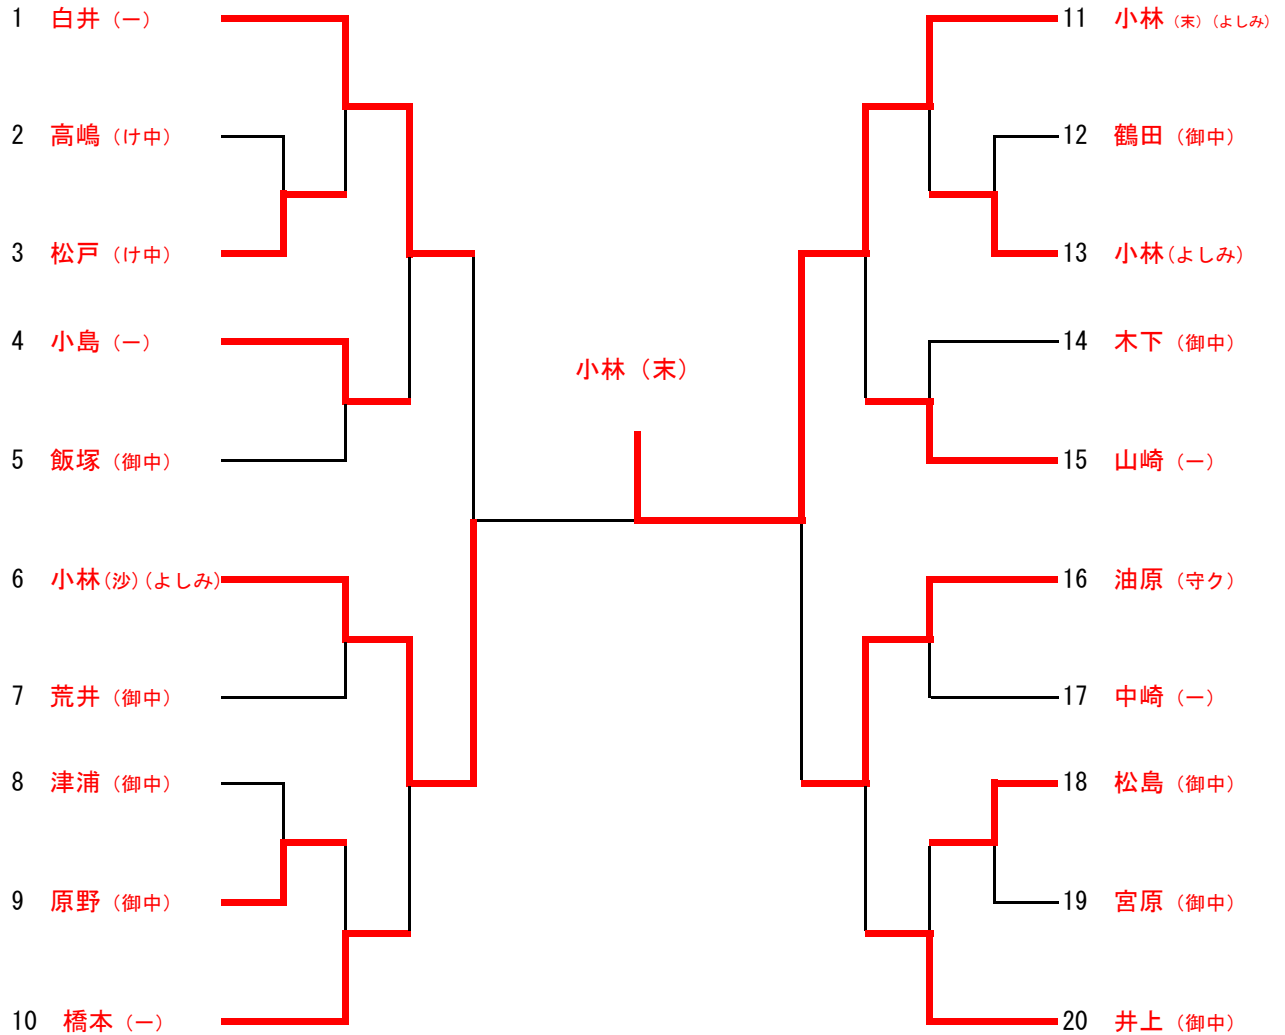 1 白井（一）
2 高嶋（け中）
3 松戸（け中）
4 小島（一）
5 飯塚（御中）
6 小林(沙)(よしみ)
7 荒井（御中）
8 津浦（御中）
9 原野（御中）
10 橋本（一）
小林（末）
11 小林（末）（よしみ）
12 鶴田（御中）
13 小林(よしみ)
14 木下（御中）
15 山崎（一）
16 油原（守ク）
17 中崎（一）
18 松島（御中）
19 宮原（御中）
20 井上（御中）